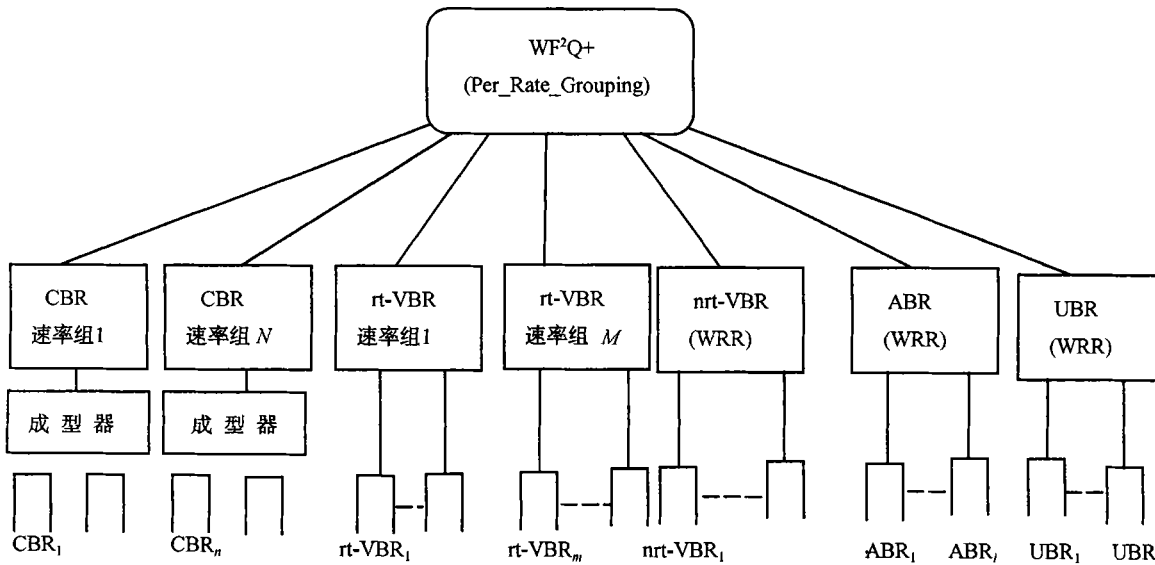 WF²Q+
(Per_Rate_Grouping)
CBR
速率组1
CBR
速率组 N
rt-VBR
速率组1
rt-VBR
速率组 M
nrt-VBR
(WRR)
ABR
(WRR)
UBR
(WRR)
成 型 器
成 型 器
CBR₁
CBRₙ
rt-VBR₁
rt-VBRₘ
nrt-VBR₁
ABR₁
ABRₗ
UBR₁
UBR